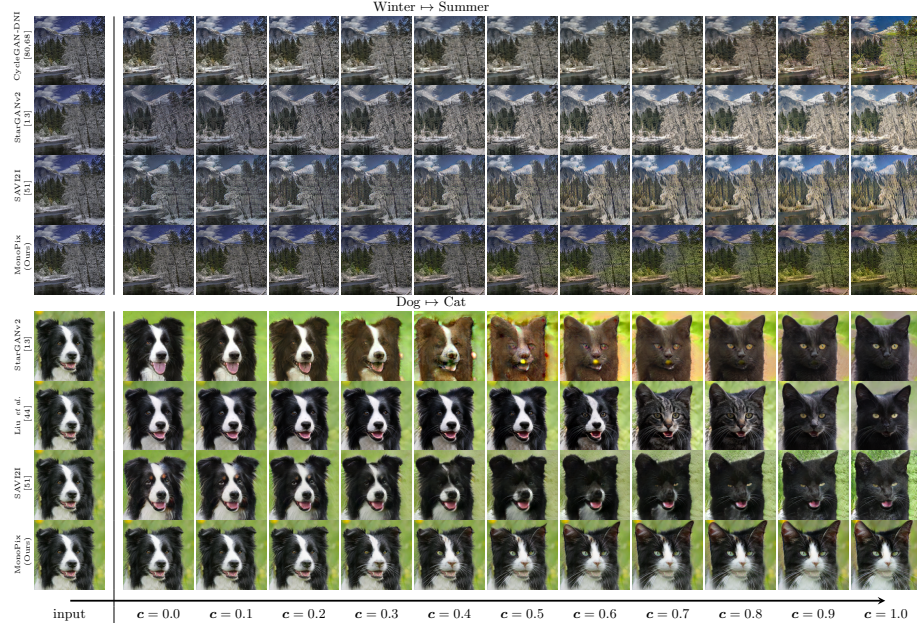 Winter ↦ Summer
CycleGAN-DNI
[80,68]
StarGANv2
[13]
SAVI2I
[51]
MonoPix
(Ours)
Dog ↦ Cat
StarGANv2
[13]
Liu et al.
[44]
SAVI2I
[51]
MonoPix
(Ours)
input c = 0.0 c = 0.1 c = 0.2 c = 0.3 c = 0.4 c = 0.5 c = 0.6 c = 0.7 c = 0.8 c = 0.9 c = 1.0